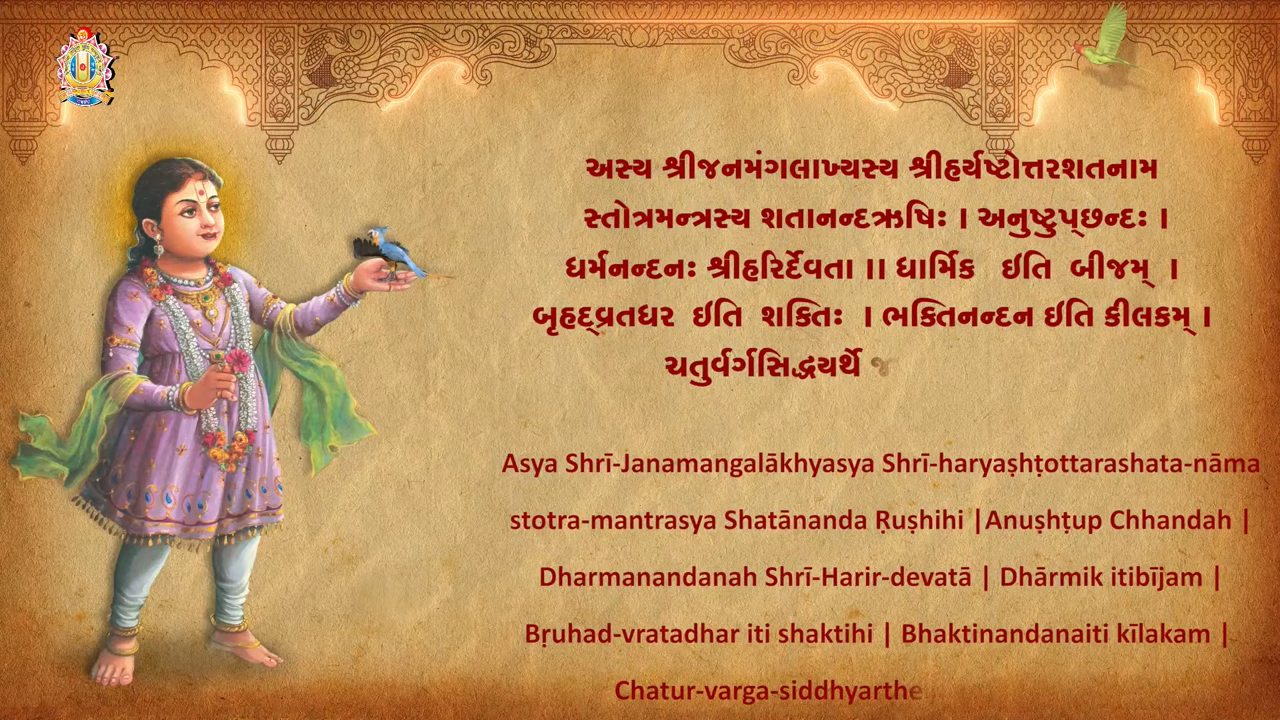 અસ્ય શ્રીજનમંગલાખ્યસ્ય શ્રીહર્યષ્ટોત્તરશતનામ
સ્તોત્રમન્ત્રસ્ય શતાનન્દઋષિઃ । અનુષ્ટુપ્છન્દઃ ।
ધર્મનન્દનઃ શ્રીહરિર્દેવતા ।। ધાર્મિક ઇતિ બીજમ્ ।
બૃહદ્વ્રતધર ઇતિ શક્તિઃ । ભક્તિનન્દન ઇતિ કીલકમ્ ।
ચતુર્વર્ગસિદ્ધયર્થે જ
Asya Shrī-Janamangalākhyasya Shrī-haryaṣhṭottarashata-nāma
stotra-mantrasya Shatānanda Ṛuṣhihi |Anuṣhṭup Chhandah |
Dharmanandanah Shrī-Harir-devatā | Dhārmik itibījam |
Bṛuhad-vratadhar iti shaktihi | Bhaktinandanaiti kīlakam |
Chatur-varga-siddhyarthe